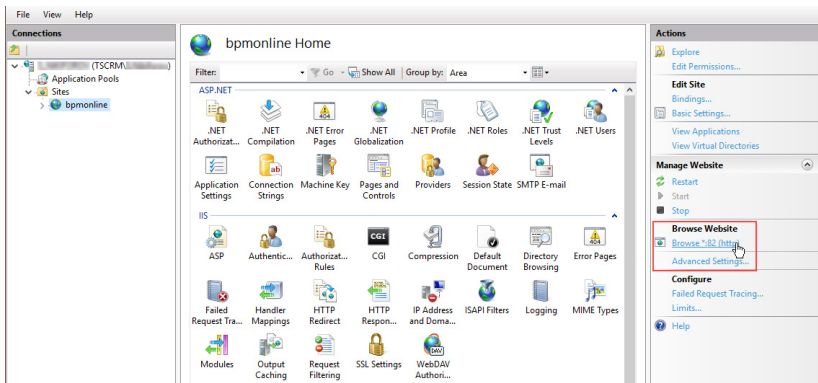 File View Help
Connections
(TSCRM\
Application Pools
Sites
bpmonline
bpmonline Home
Filter: Go Show All Group by: Area
ASP.NET
.NET Authorizat...
.NET Compilation
.NET Error Pages
.NET Globalization
.NET Profile
.NET Roles
.NET Trust Levels
.NET Users
Application Settings
Connection Strings
Machine Key
Pages and Controls
Providers
Session State
SMTP E-mail
IIS
ASP
Authentic...
Authorizat... Rules
CGI
Compression
Default Document
Directory Browsing
Error Pages
Failed Request Tra...
Handler Mappings
HTTP Redirect
HTTP Respon...
IP Address and Doma...
ISAPI Filters
Logging
MIME Types
Modules
Output Caching
Request Filtering
SSL Settings
WebDAV Authori...
Actions
Explore
Edit Permissions...
Edit Site
Bindings...
Basic Settings...
View Applications
View Virtual Directories
Manage Website
Restart
Start
Stop
Browse Website
Browse *:82 (http)
Advanced Settings...
Configure
Failed Request Tracing...
Limits...
Help